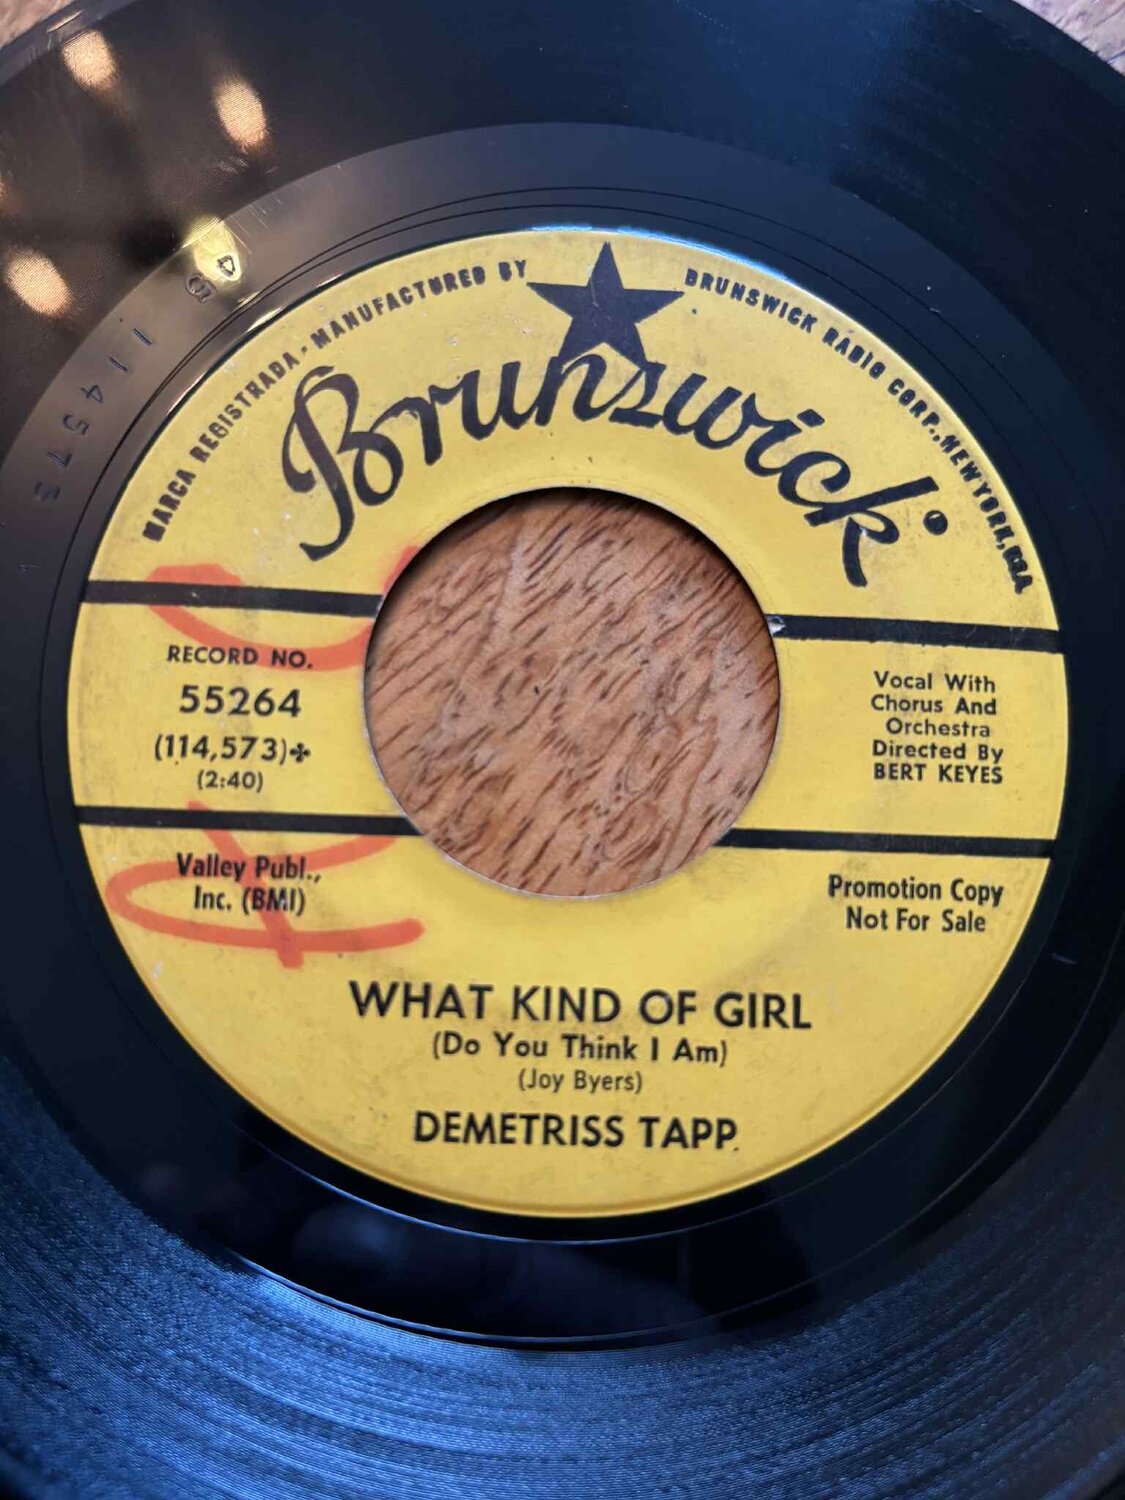 MARCA REGISTRADA - MANUFACTURED BY
BRUNSWICK RADIO CORP., NEW YORK, USA
Brunswick
RECORD NO.
55264
(114,573)✤
(2:40)
Vocal With
Chorus And
Orchestra
Directed By
BERT KEYES
Valley Publ.,
Inc. (BMI)
Promotion Copy
Not For Sale
WHAT KIND OF GIRL
(Do You Think I Am)
(Joy Byers)
DEMETRISS TAPP
114573